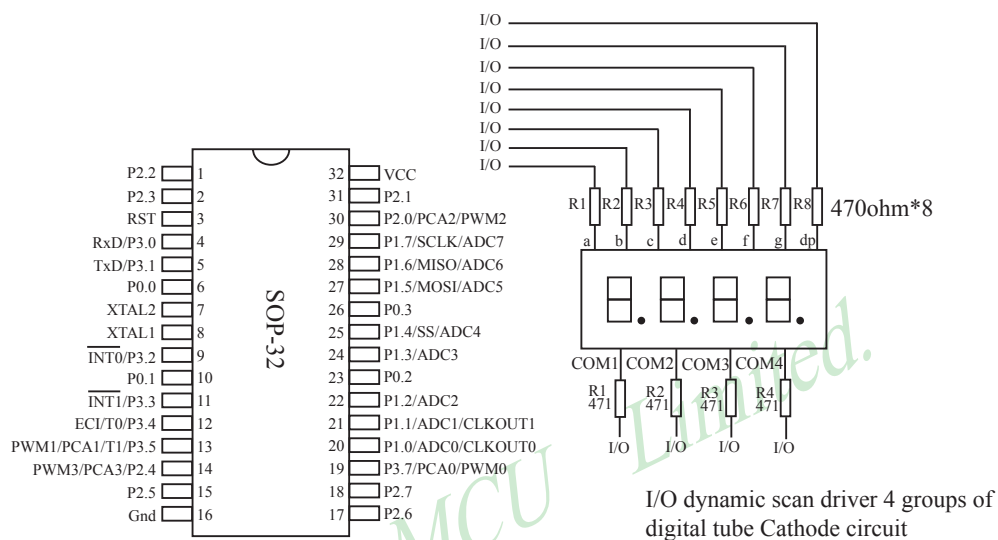 I/O
I/O
I/O
I/O
I/O
I/O
I/O
I/O
R1 R2 R3 R4 R5 R6 R7 R8 470ohm*8
a b c d e f g dp
COM1 COM2 COM3 COM4
R1 R2 R3 R4
471 471 471 471
I/O I/O I/O I/O
I/O dynamic scan driver 4 groups of
digital tube Cathode circuit
P2.2 1 32 VCC
P2.3 2 31 P2.1
RST 3 30 P2.0/PCA2/PWM2
RxD/P3.0 4 29 P1.7/SCLK/ADC7
TxD/P3.1 5 28 P1.6/MISO/ADC6
P0.0 6 27 P1.5/MOSI/ADC5
XTAL2 7 26 P0.3
XTAL1 8 25 P1.4/SS/ADC4
INT0/P3.2 9 24 P1.3/ADC3
P0.1 10 23 P0.2
INT1/P3.3 11 22 P1.2/ADC2
ECI/T0/P3.4 12 21 P1.1/ADC1/CLKOUT1
PWM1/PCA1/T1/P3.5 13 20 P1.0/ADC0/CLKOUT0
PWM3/PCA3/P2.4 14 19 P3.7/PCA0/PWM0
P2.5 15 18 P2.7
Gnd 16 17 P2.6
SOP-32
MCU Limited.